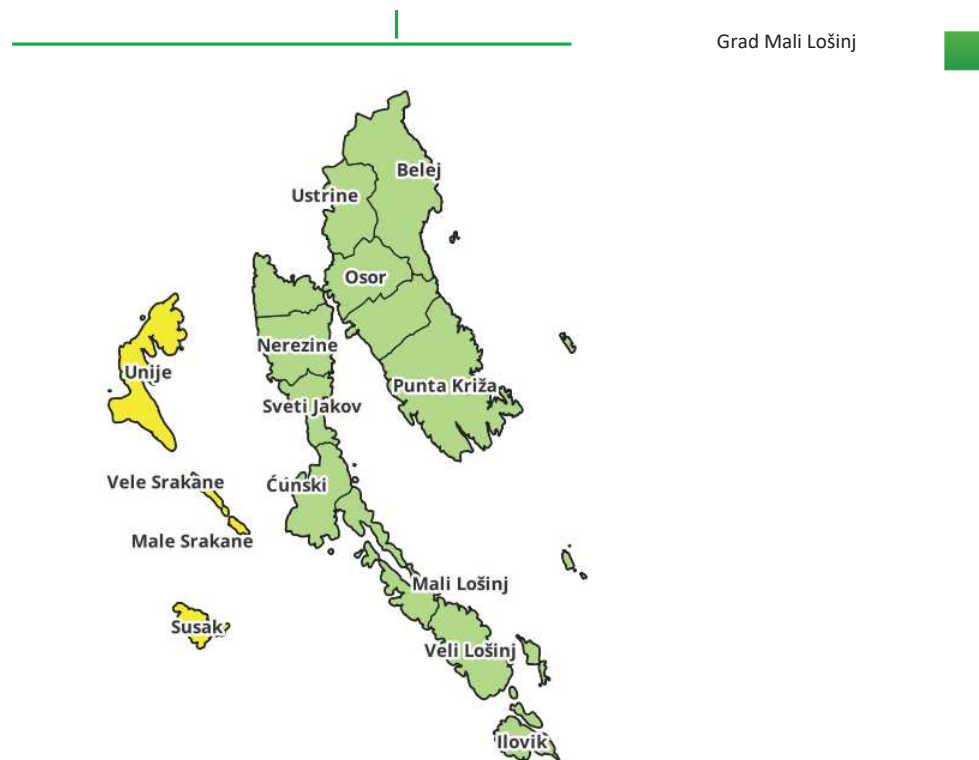 Grad Mali Lošinj
Belej
Ustrine
Osor
Nerezine
Unije
Punta Križa
Sveti Jakov
Vele Srakane
Ćunski
Male Srakane
Mali Lošinj
Susak
Veli Lošinj
Ilovik